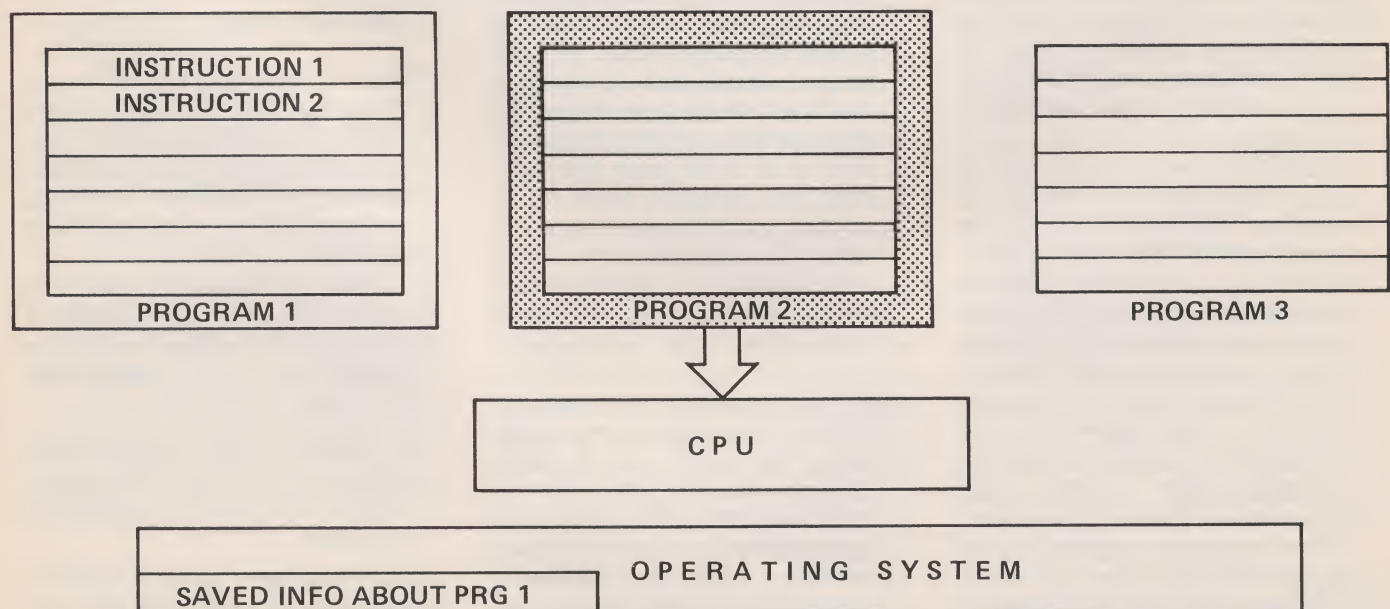 INSTRUCTION 1
INSTRUCTION 2
PROGRAM 1
PROGRAM 2
PROGRAM 3
CPU
OPERATING SYSTEM
SAVED INFO ABOUT PRG 1